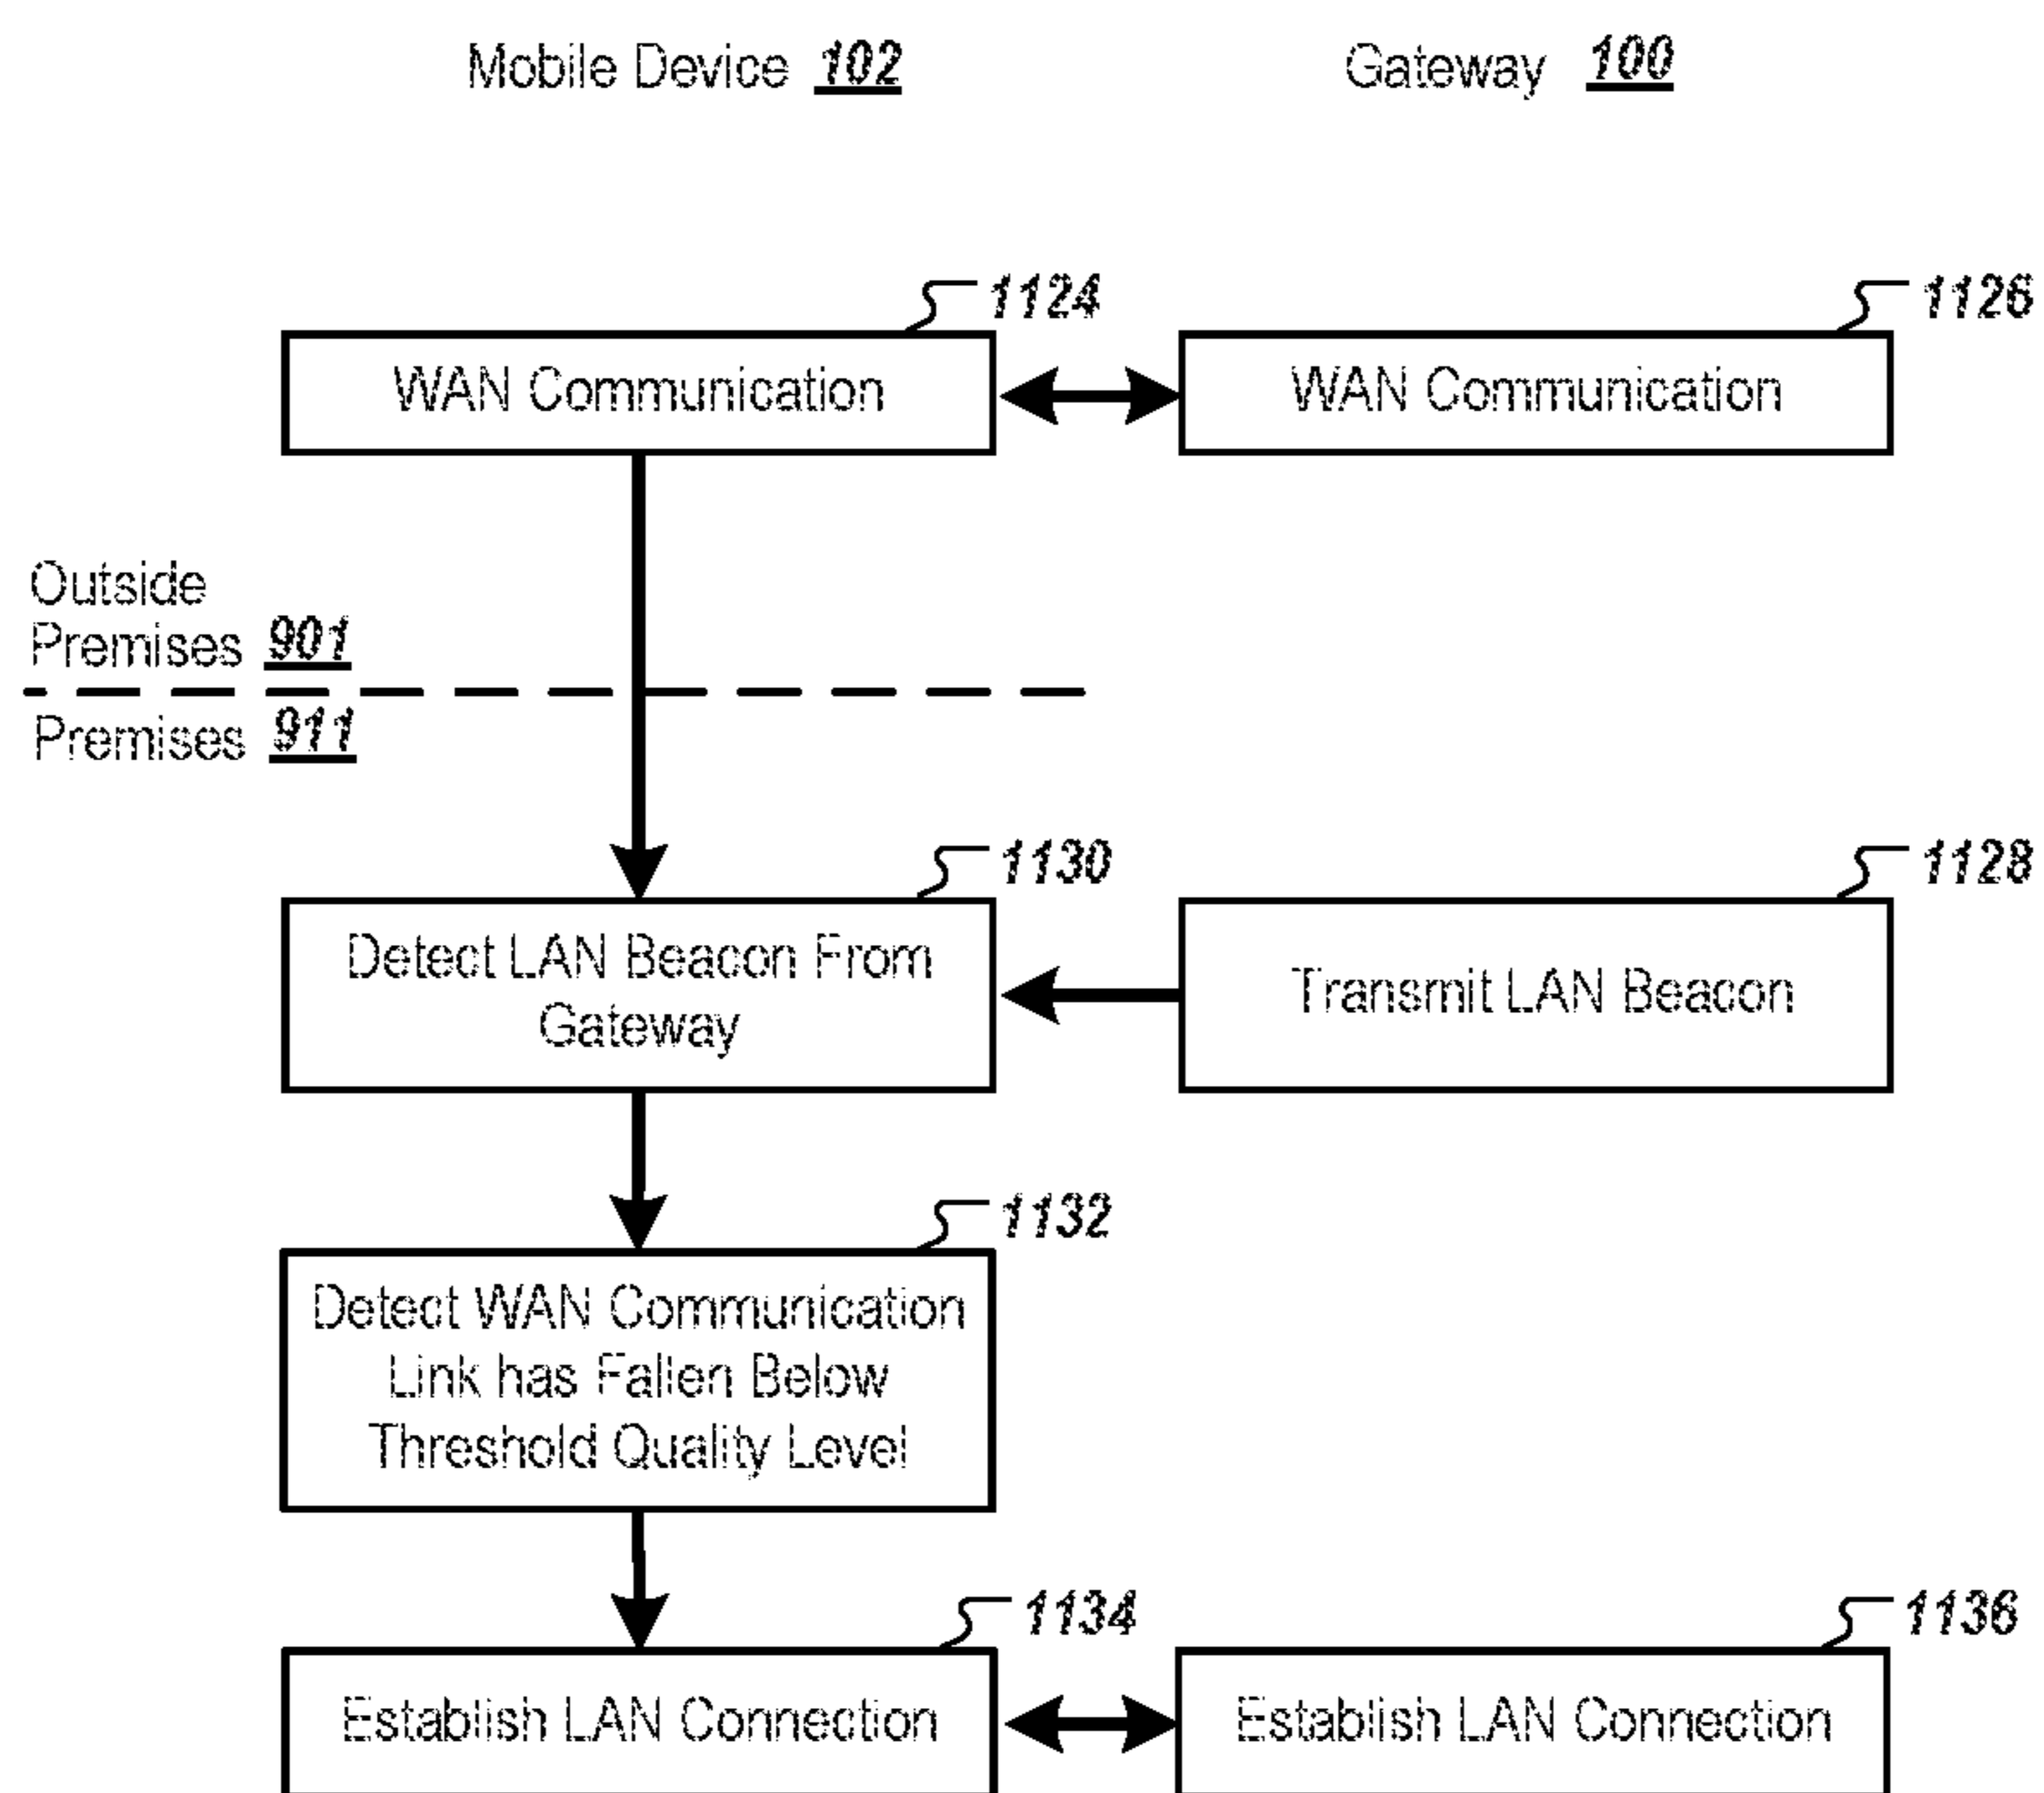 Mobile Device 102
Gateway 100
1124
1126
WAN Communication
WAN Communication
Outside
Premises 901
Premises 911
1130
1128
Detect LAN Beacon From
Gateway
Transmit LAN Beacon
1132
Detect WAN Communication
Link has Fallen Below
Threshold Quality Level
1134
1136
Establish LAN Connection
Establish LAN Connection